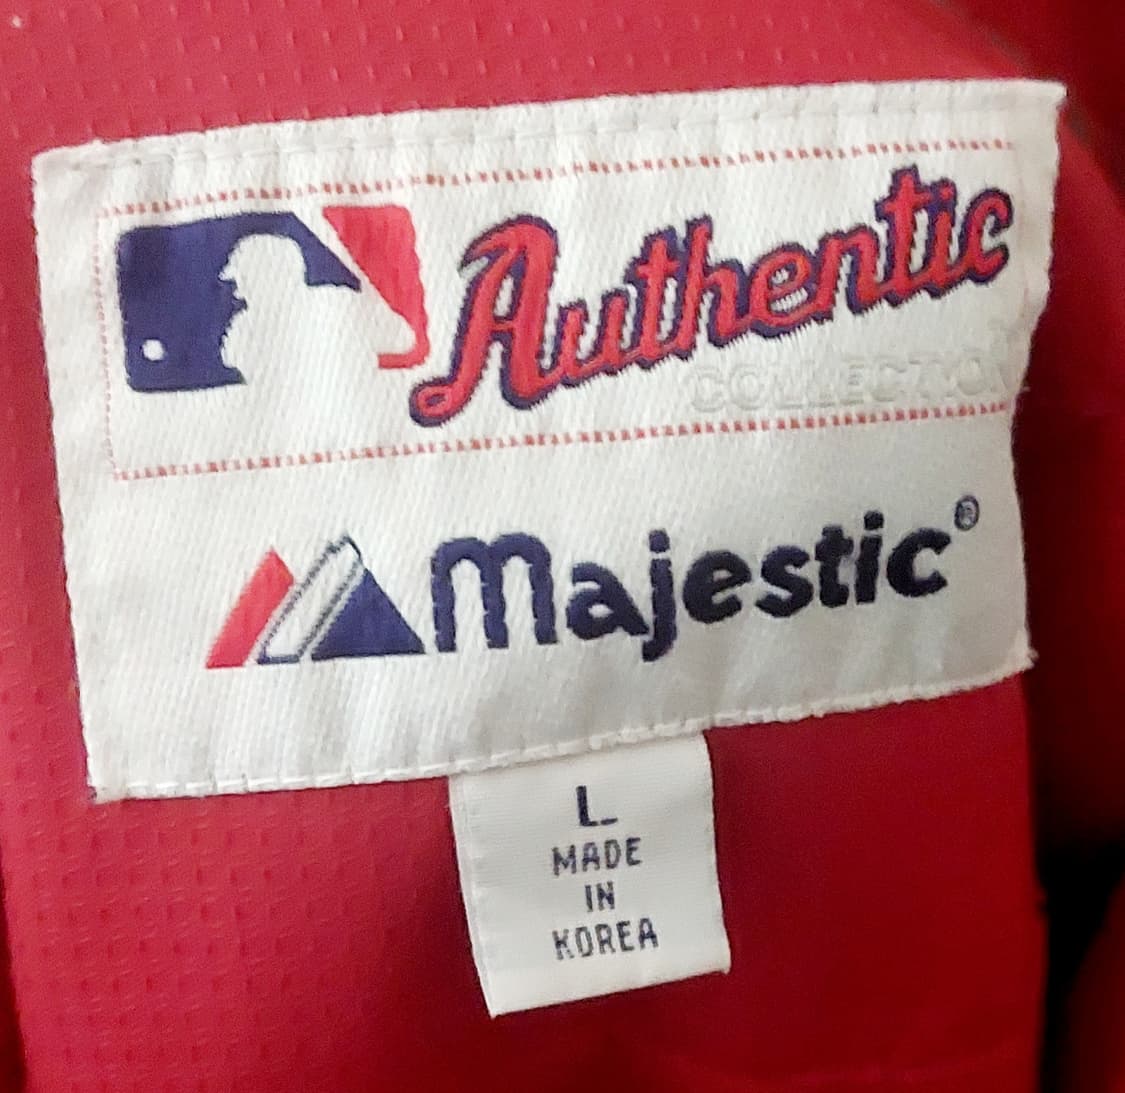 Authentic
COLLECTION
Majestic®
L
MADE
IN
KOREA